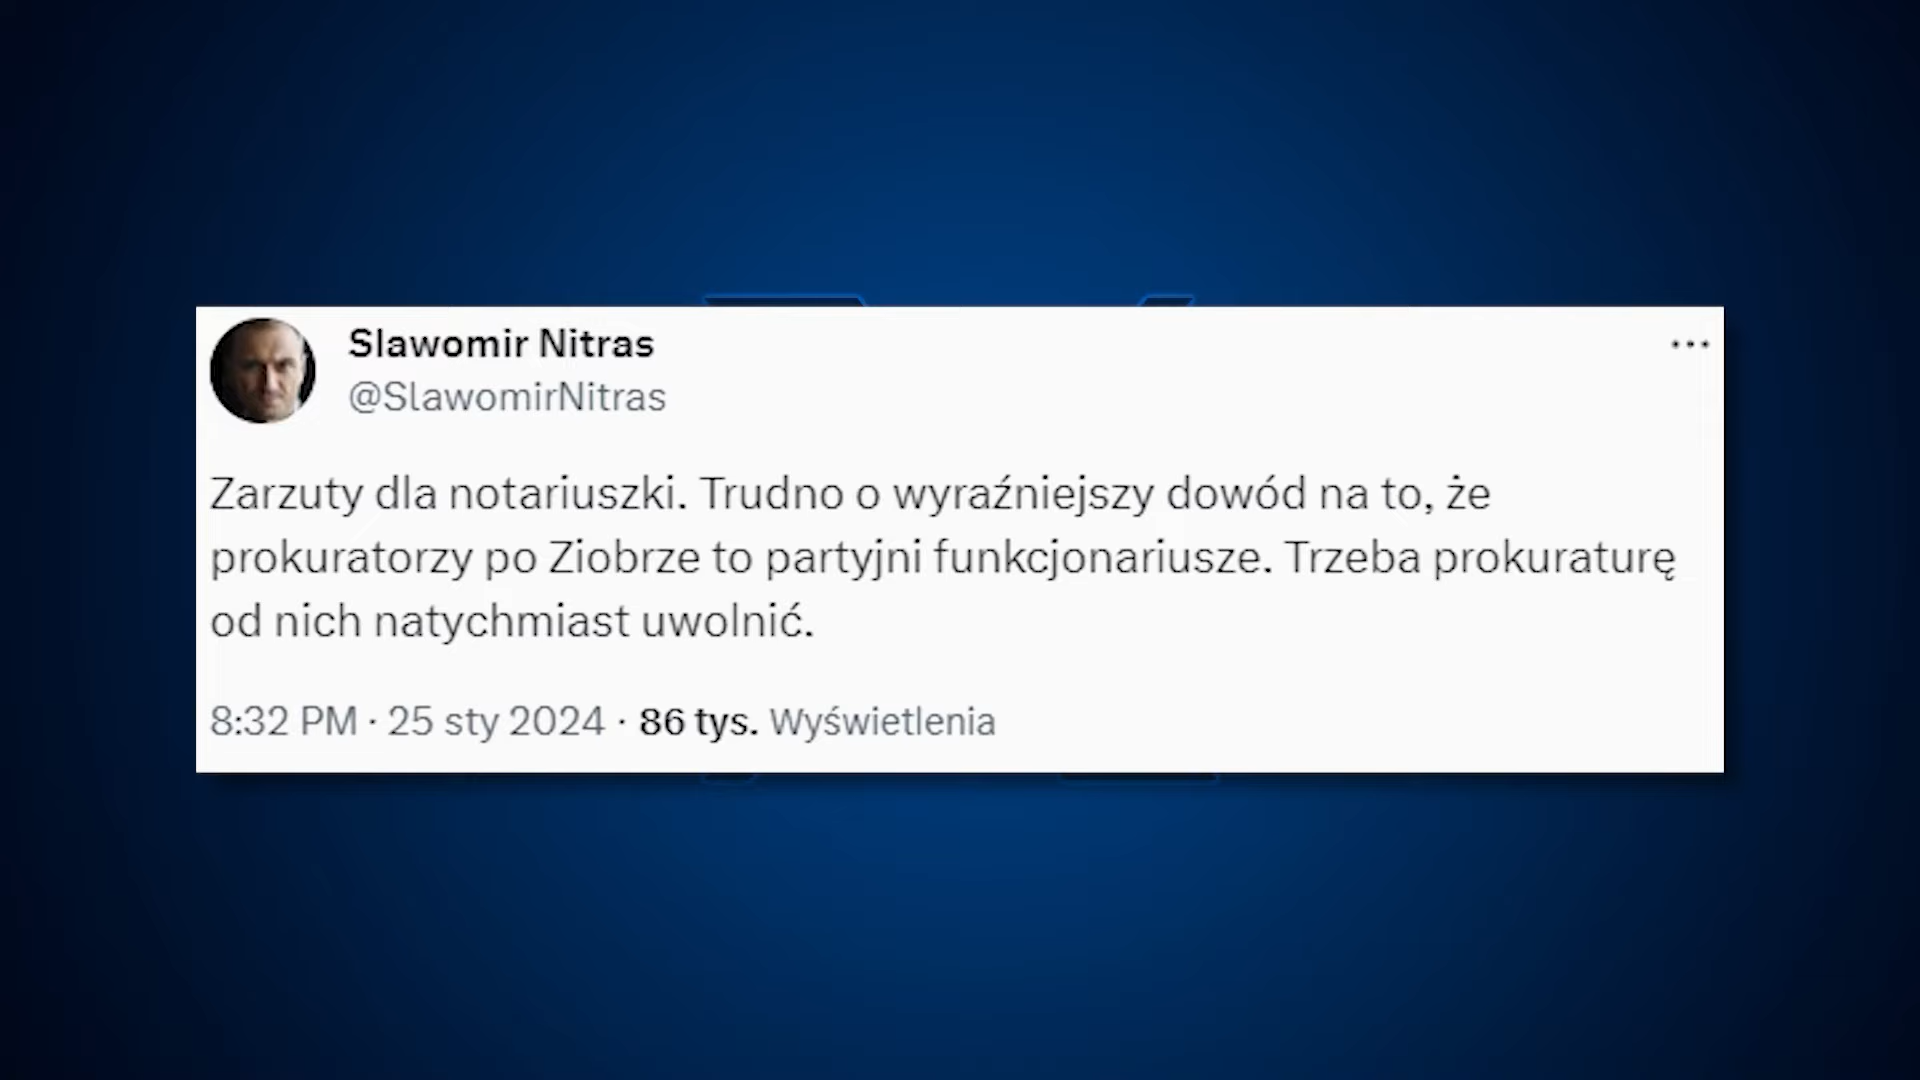 Slawomir Nitras
@SlawomirNitras
Zarzuty dla notariuszki. Trudno o wyraźniejszy dowód na to, że
prokuratorzy po Ziobrze to partyjni funkcjonariusze. Trzeba prokuraturę
od nich natychmiast uwolnić.
8:32 PM · 25 sty 2024 · 86 tys. Wyświetlenia